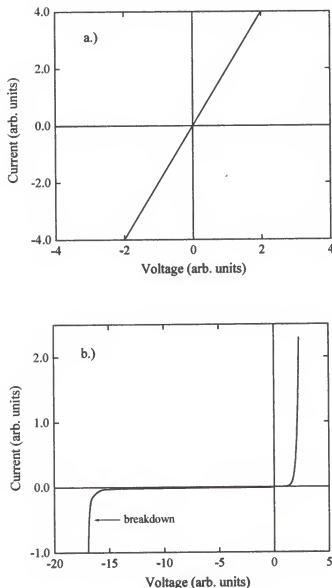 4.0
a.)
2.0
0.0
-2.0
-4.0
-4
-2
0
2
4
Current (arb. units)
Voltage (arb. units)
b.)
2.0
1.0
0.0
-1.0
breakdown
-20
-15
-10
-5
0
5
Current (arb. units)
Voltage (arb. units)